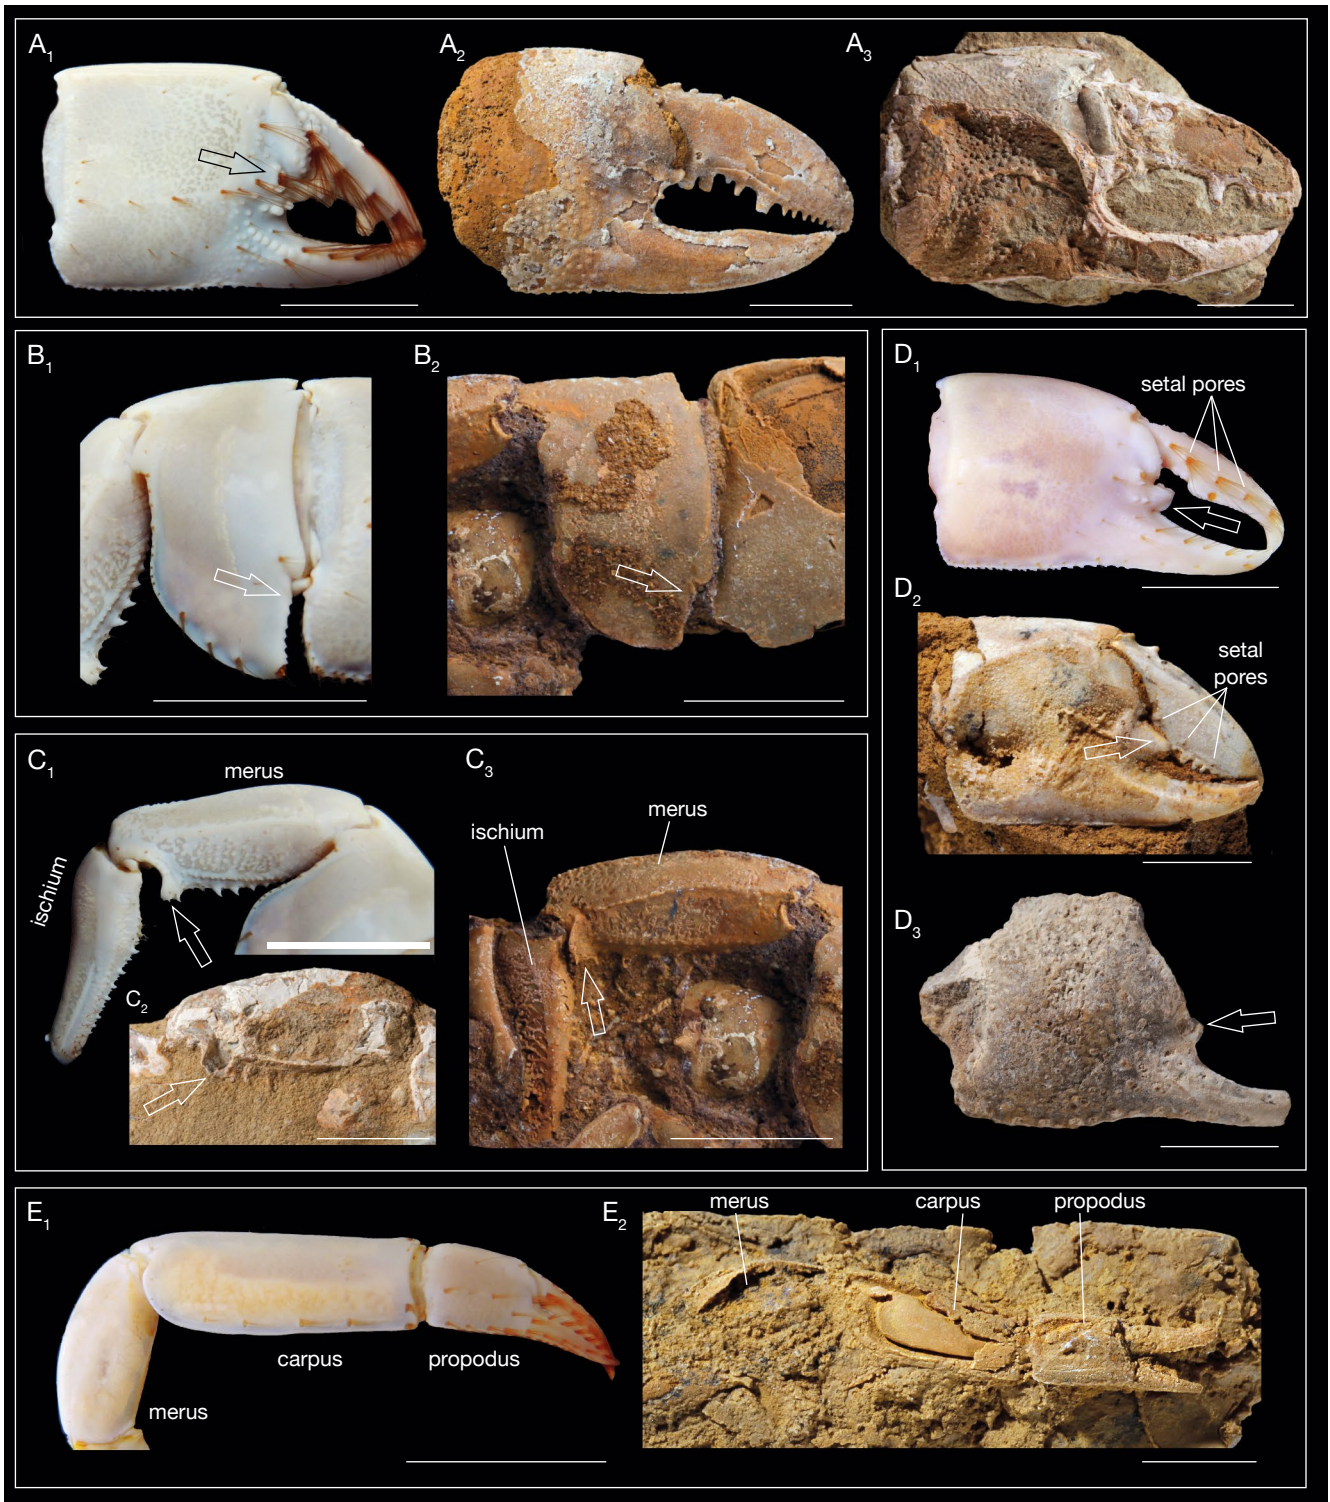 A1
A2
A3
B1
B2
D1
setal pores
D2
setal
pores
C1
merus
ischium
C2
C3
ischium
merus
D3
E1
merus
carpus
propodus
E2
merus
carpus
propodus